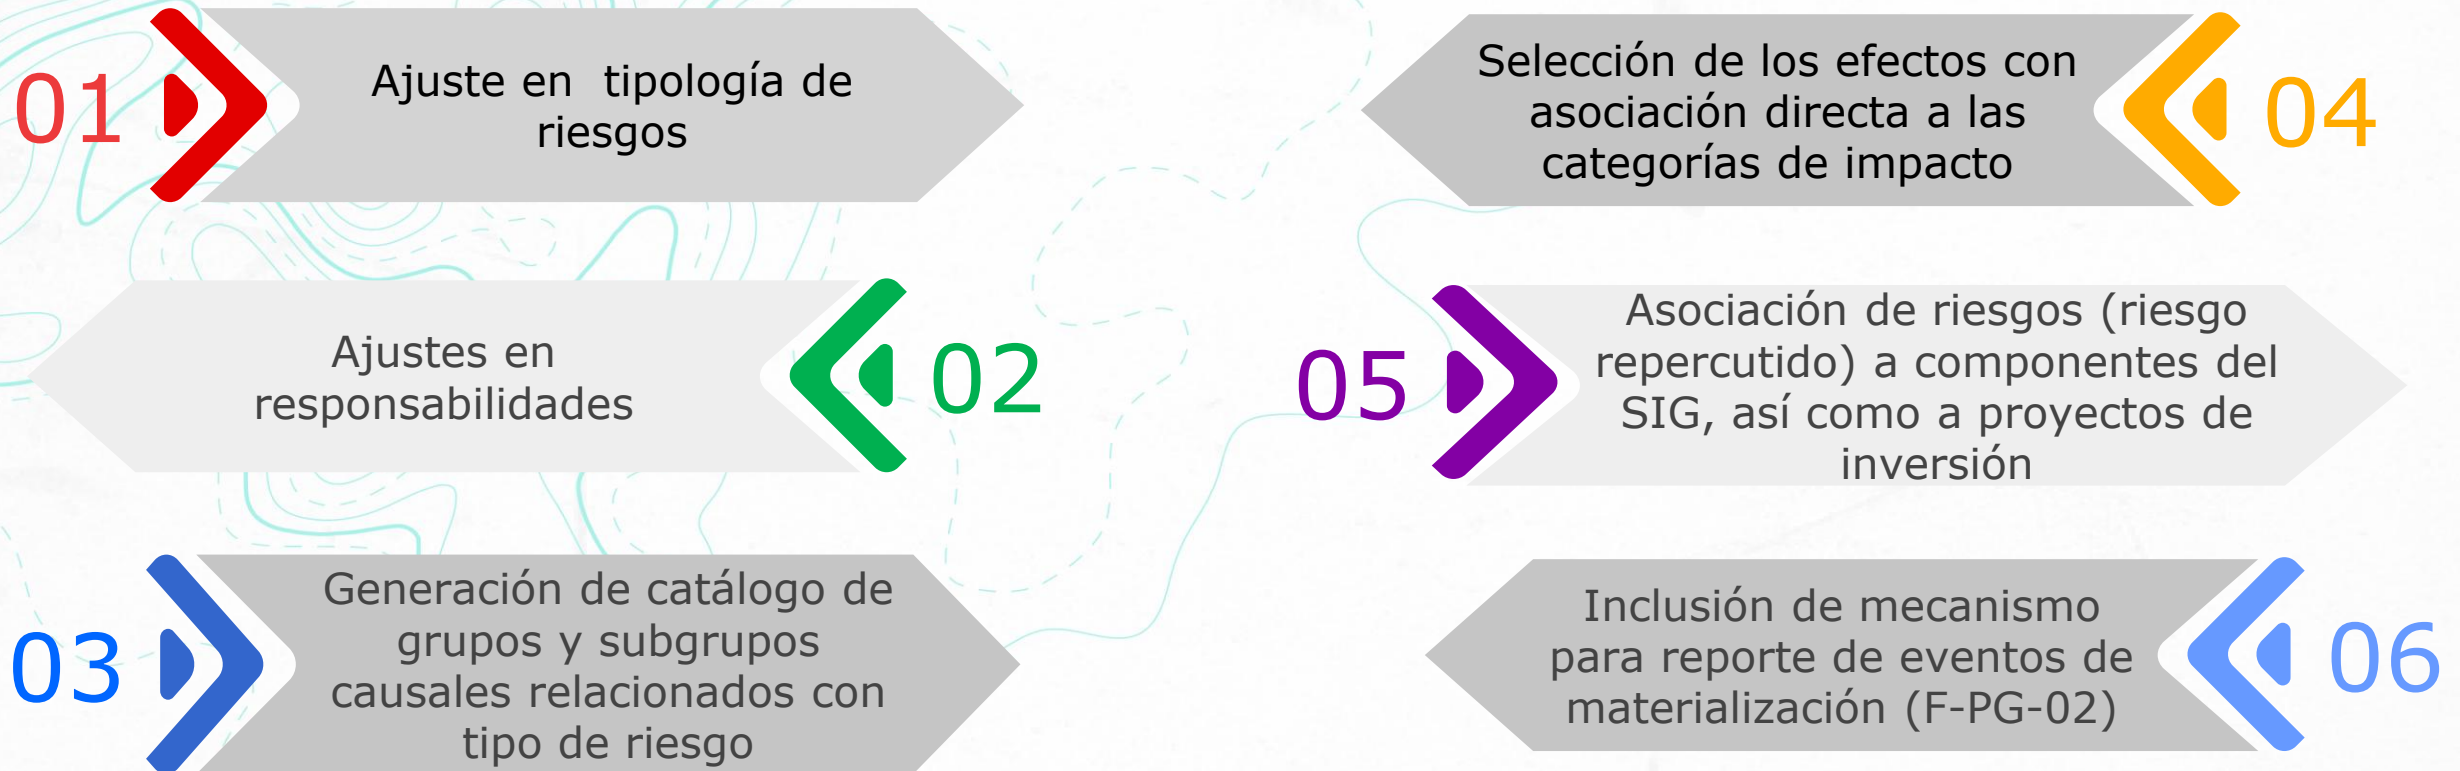 01
Ajuste en tipología de
riesgos
Ajustes en
responsabilidades
02
03
Generación de catálogo de
grupos y subgrupos
causales relacionados con
tipo de riesgo
Selección de los efectos con
asociación directa a las
categorías de impacto
04
05
Asociación de riesgos (riesgo
repercutido) a componentes del
SIG, así como a proyectos de
inversión
Inclusión de mecanismo
para reporte de eventos de
materialización (F-PG-02)
06